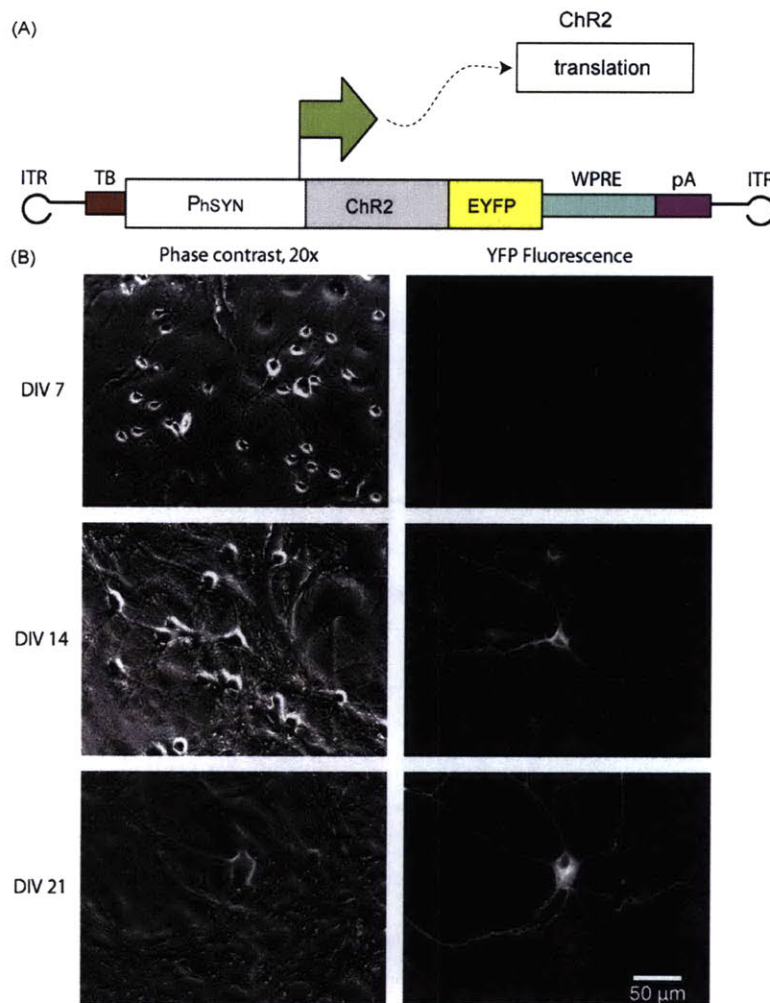 (A)
ChR2
translation
ITR
TB
PhSYN
ChR2
EYFP
WPRE
pA
ITR
(B)
Phase contrast, 20x
YFP Fluorescence
DIV 7
DIV 14
DIV 21
50 µm